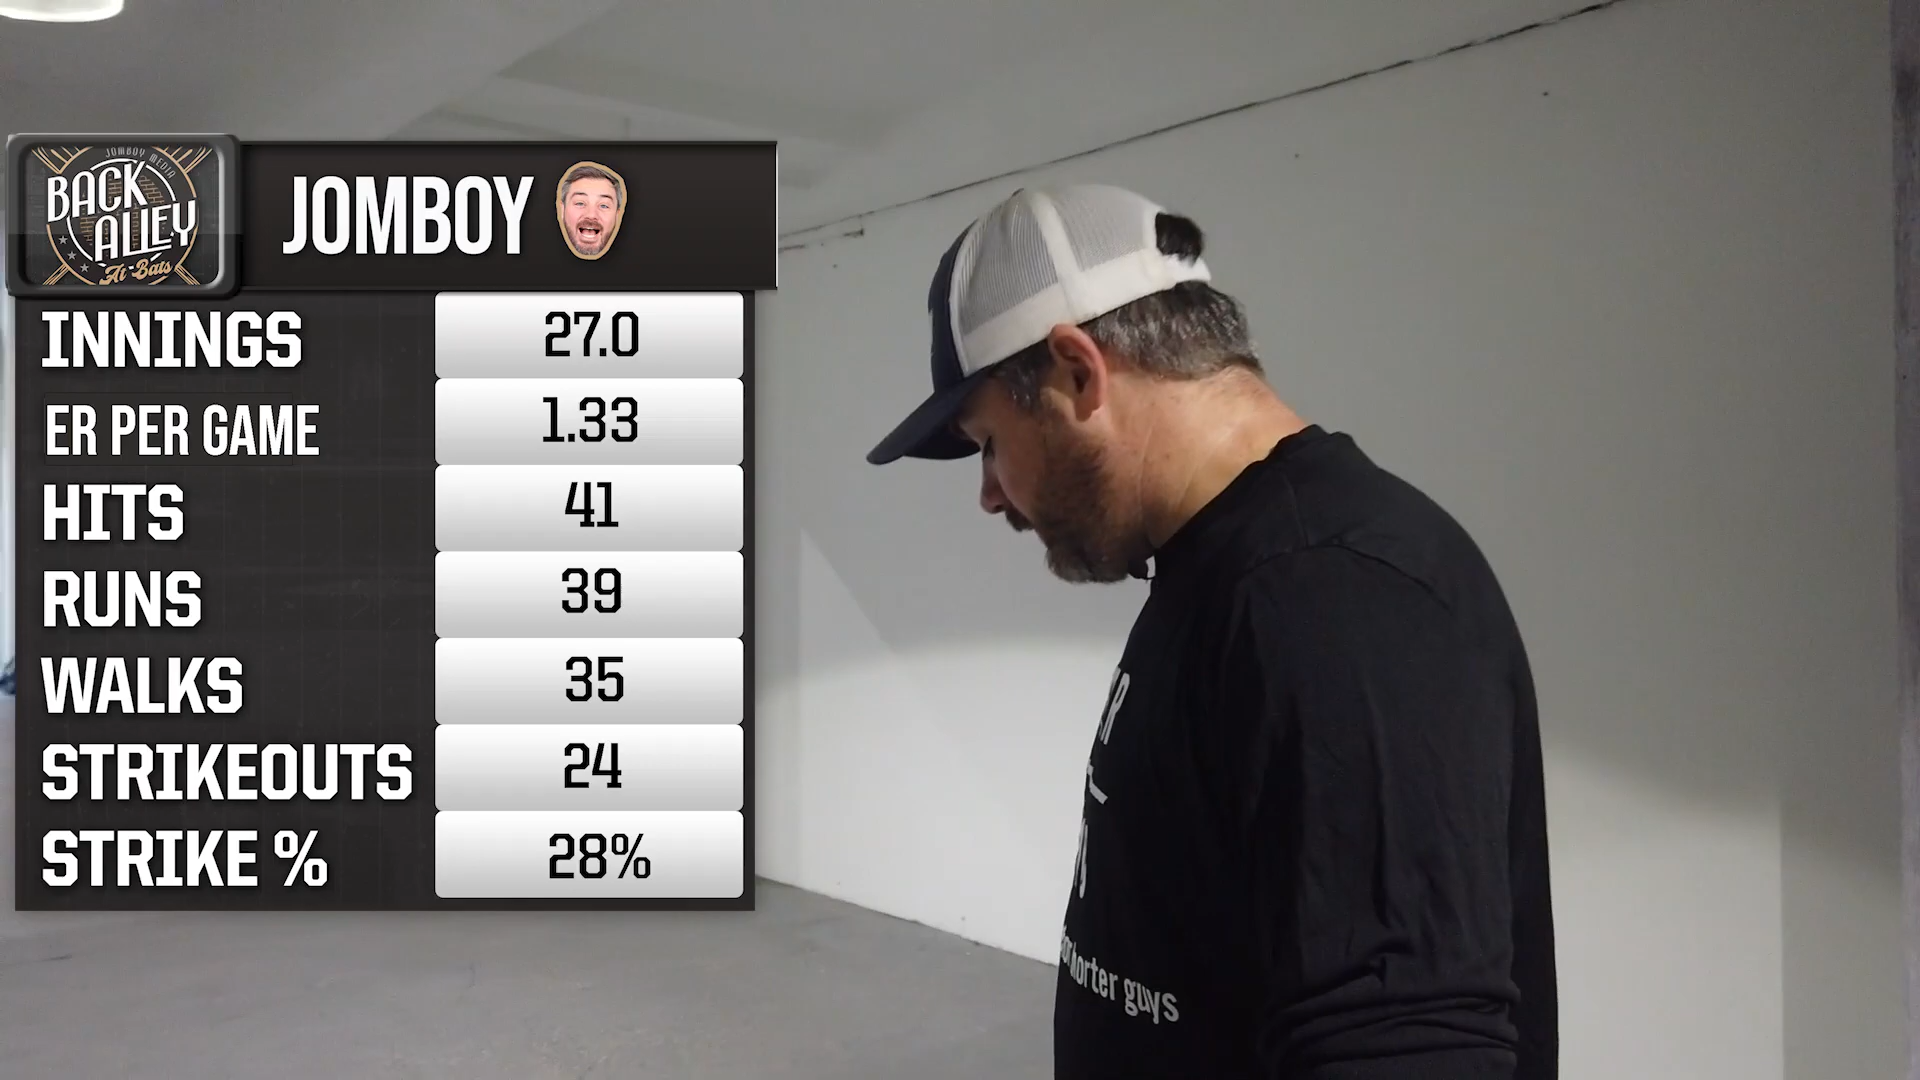 JOMBOY MEDIA
BACK
ALLEY
At-Bats
JOMBOY
INNINGS 27.0
ER PER GAME 1.33
HITS 41
RUNS 39
WALKS 35
STRIKEOUTS 24
STRIKE % 28%
horter guys